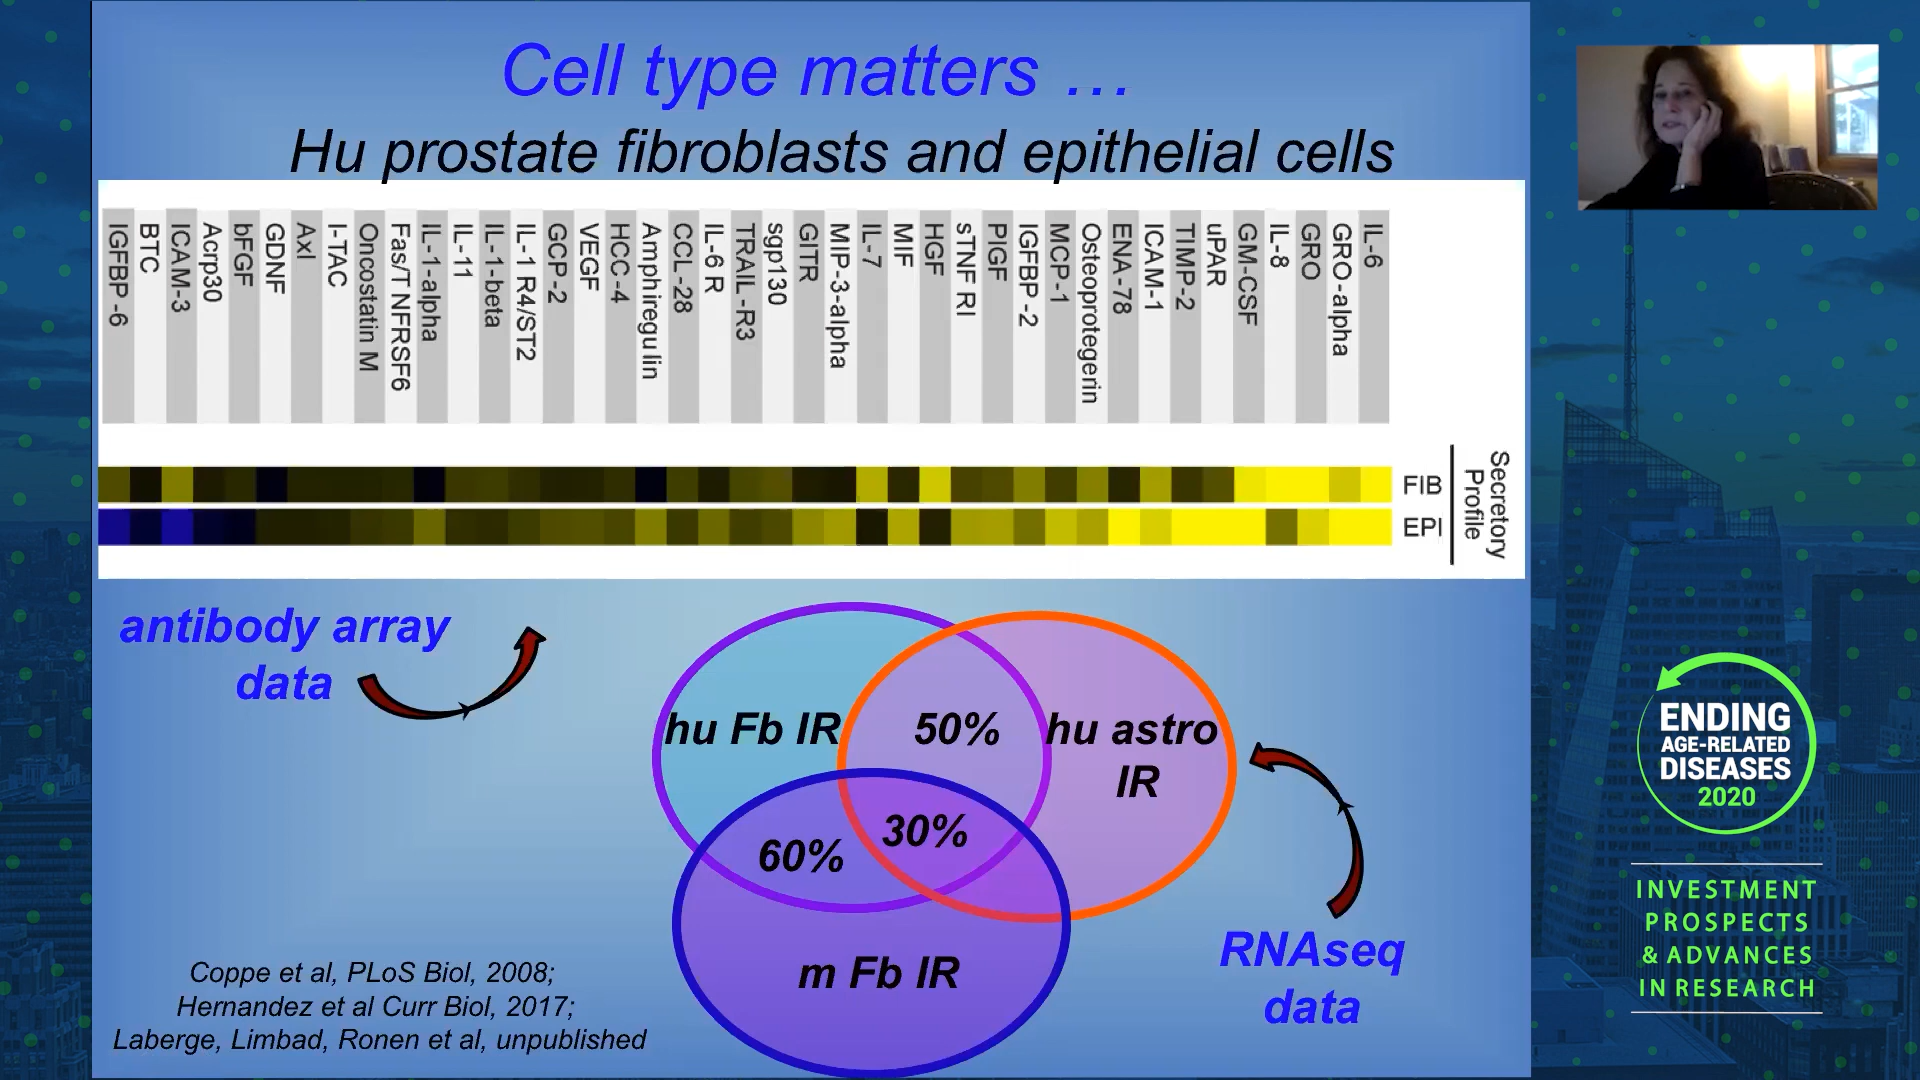 Cell type matters …
Hu prostate fibroblasts and epithelial cells
IGFBP-6
BTC
ICAM-3
Acrp30
bFGF
GDNF
Axl
I-TAC
Oncostatin M
Fas/TNFRSF6
IL-1-alpha
IL-11
IL-1-beta
IL-1 R4/ST2
GCP-2
VEGF
HCC-4
Amphiregulin
CCL-28
IL-6 R
TRAIL-R3
sgp130
GITR
MIP-3-alpha
IL-7
MIF
HGF
sTNF RI
PIGF
IGFBP-2
MCP-1
Osteoprotegerin
ENA-78
ICAM-1
TIMP-2
uPAR
GM-CSF
IL-8
GRO
GRO-alpha
IL-6
FIB
EPI
Secretory
Profile
antibody array
data
hu Fb IR
50%
hu astro
IR
60%
30%
m Fb IR
RNAseq
data
Coppe et al, PLoS Biol, 2008;
Hernandez et al Curr Biol, 2017;
Laberge, Limbad, Ronen et al, unpublished
ENDING
AGE-RELATED
DISEASES
2020
INVESTMENT
PROSPECTS
& ADVANCES
IN RESEARCH